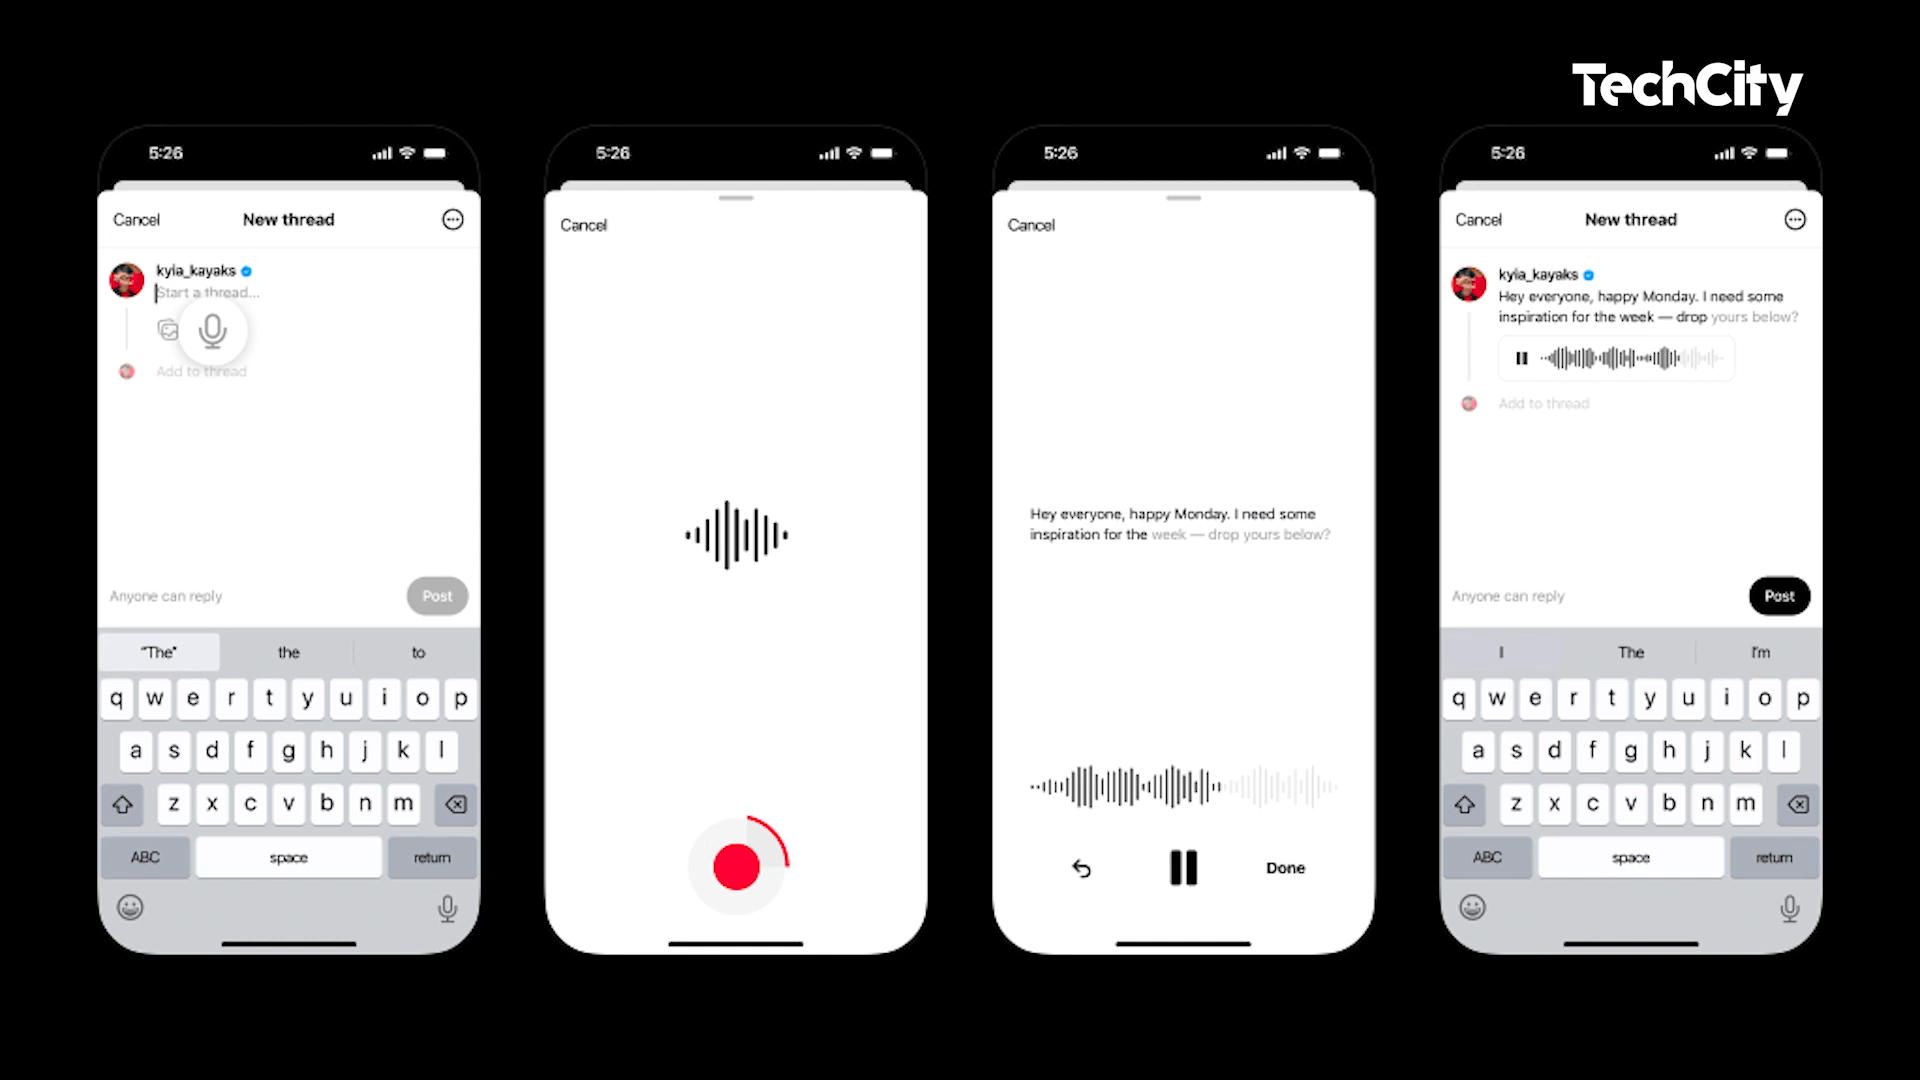 TechCity
5:26
Cancel
New thread
kyia_kayaks
Start a thread...
Add to thread
Anyone can reply
Post
“The”
the
to
q w e r t y u i o p
a s d f g h j k l
z x c v b n m
ABC
space
return
5:26
Cancel
5:26
Cancel
Hey everyone, happy Monday. I need some
inspiration for the week — drop yours below?
Done
5:26
Cancel
New thread
kyia_kayaks
Hey everyone, happy Monday. I need some
inspiration for the week — drop yours below?
Add to thread
Anyone can reply
Post
I
The
I'm
q w e r t y u i o p
a s d f g h j k l
z x c v b n m
ABC
space
return